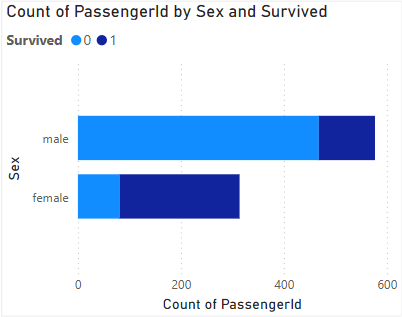 Count of PassengerId by Sex and Survived
Survived 0 1
male
female
Sex
0 200 400 600
Count of PassengerId